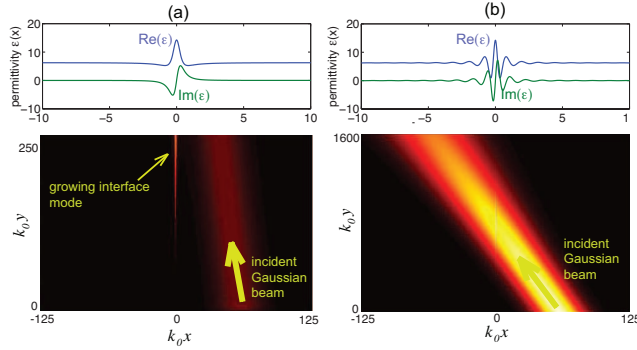 (a)
(b)
permittivity ε(x)
20
10
0
-10
Re(ε)
Im(ε)
-10
-5
0
5
10
permittivity ε(x)
20
10
0
-10
Re(ε)
Im(ε)
-10
-5
0
5
1
250
k₀y
0
growing interface
mode
incident
Gaussian
beam
-125
0
125
k₀x
1600
k₀y
0
incident
Gaussian
beam
-125
0
125
k₀x